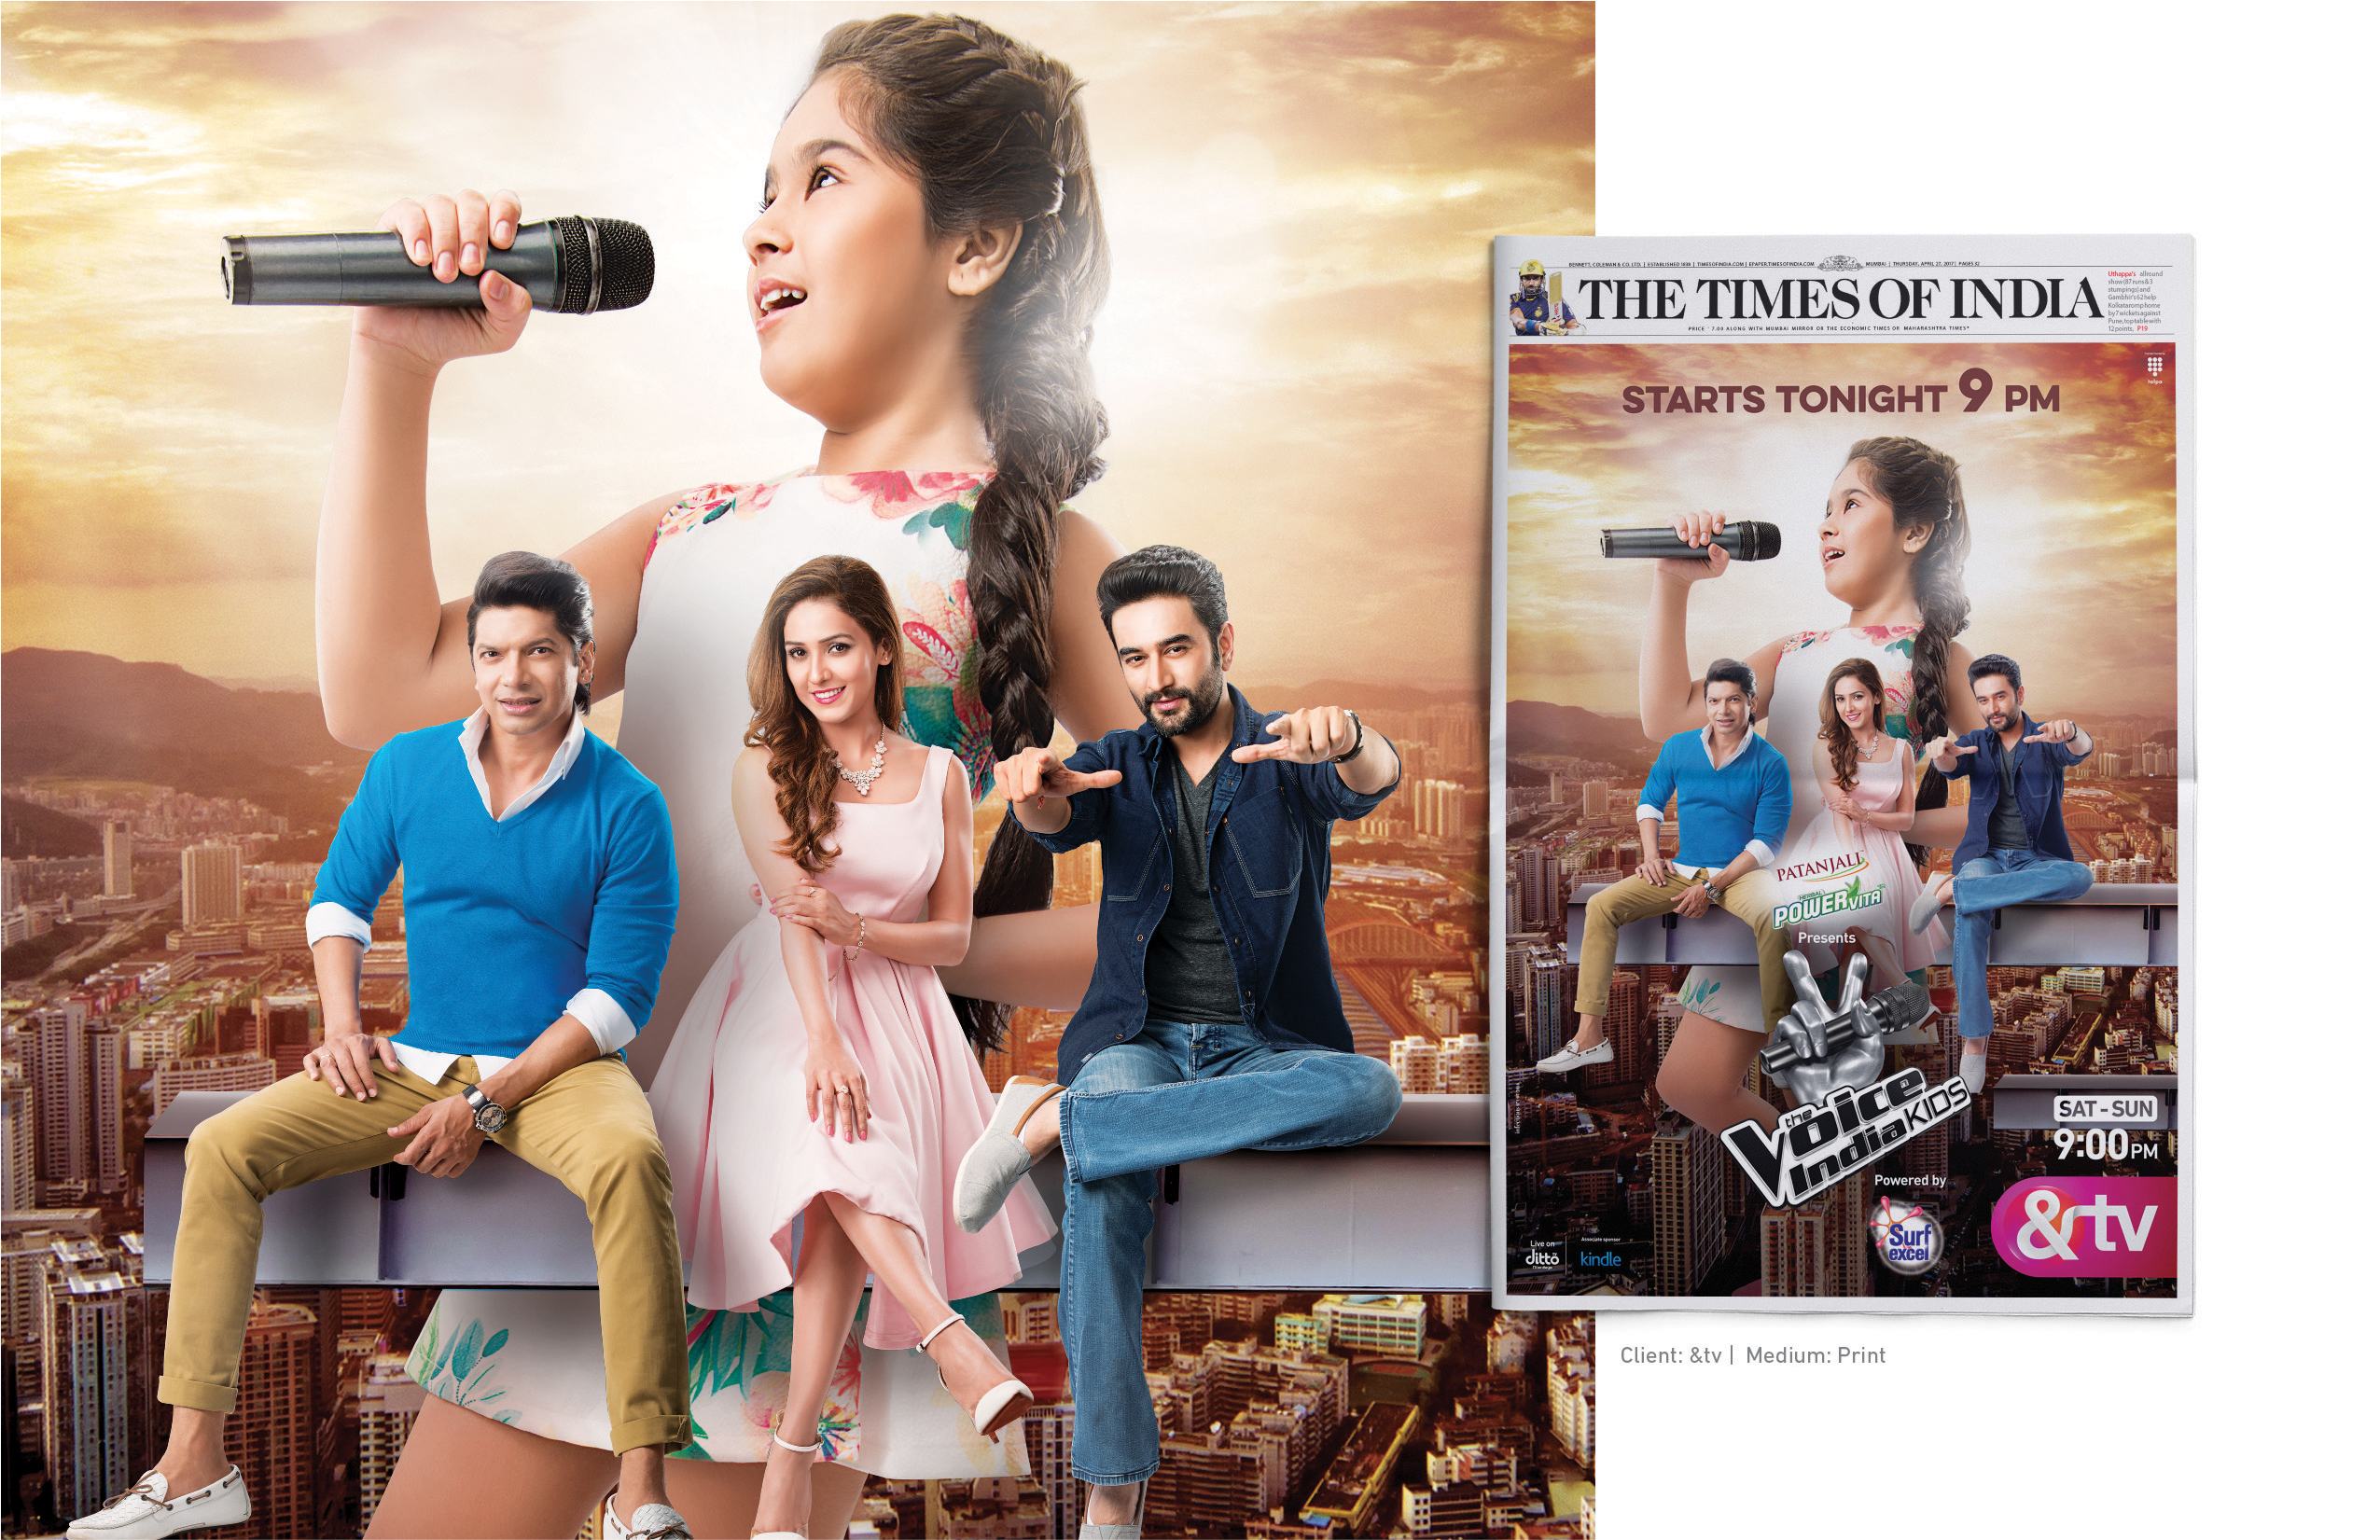 BENNETT, COLEMAN & CO. LTD. | ESTABLISHED 1838 | TIMESOFINDIA.COM | EPAPER.TIMESOFINDIA.COM MUMBAI | THURSDAY, APRIL 27, 2017 | PAGES 32
THE TIMES OF INDIA
PRICE ` 7.00 ALONG WITH MUMBAI MIRROR OR THE ECONOMIC TIMES OR MAHARASHTRA TIMES*
Uthappa's allround
show (87 runs & 3
stumpings) and
Gambhir's 62 help
Kolkata romp home
by 7 wickets against
Pune, top table with
12 points, P19
talpa
STARTS TONIGHT 9 PM
PATANJALI
HERBAL
POWER VITA
Presents
the
Voice
India KIDS
SAT - SUN
9:00 PM
Powered by
Surf
excel
&tv
Live on
ditto
Associate sponsor
kindle
Client: &tv | Medium: Print